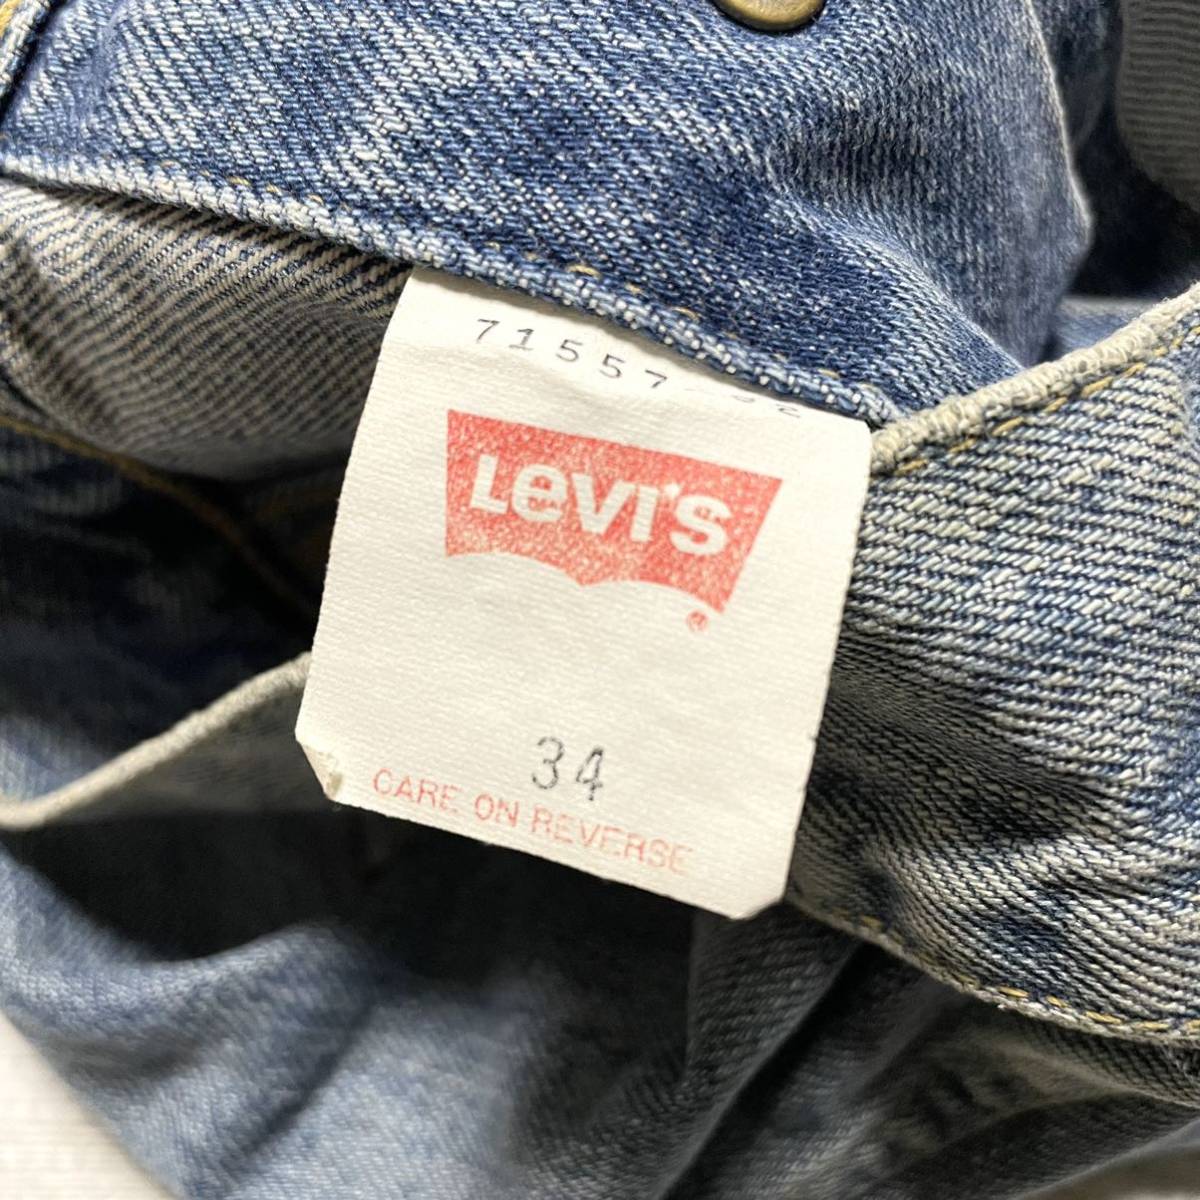 71557
LEVI'S
®
34
CARE ON REVERSE